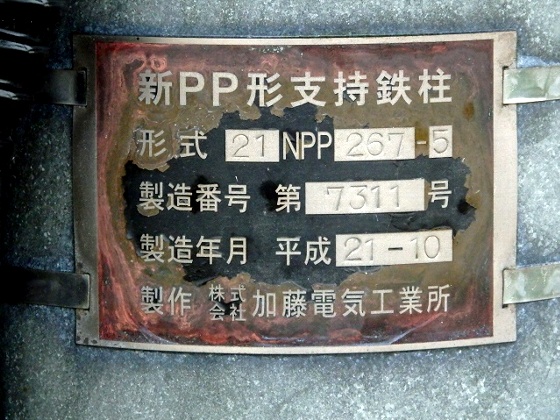 新PP形支持鉄柱
形式 21 NPP 267-5
製造番号 第 7311 号
製造年月 平成 21-10
製作 株式会社 加藤電気工業所